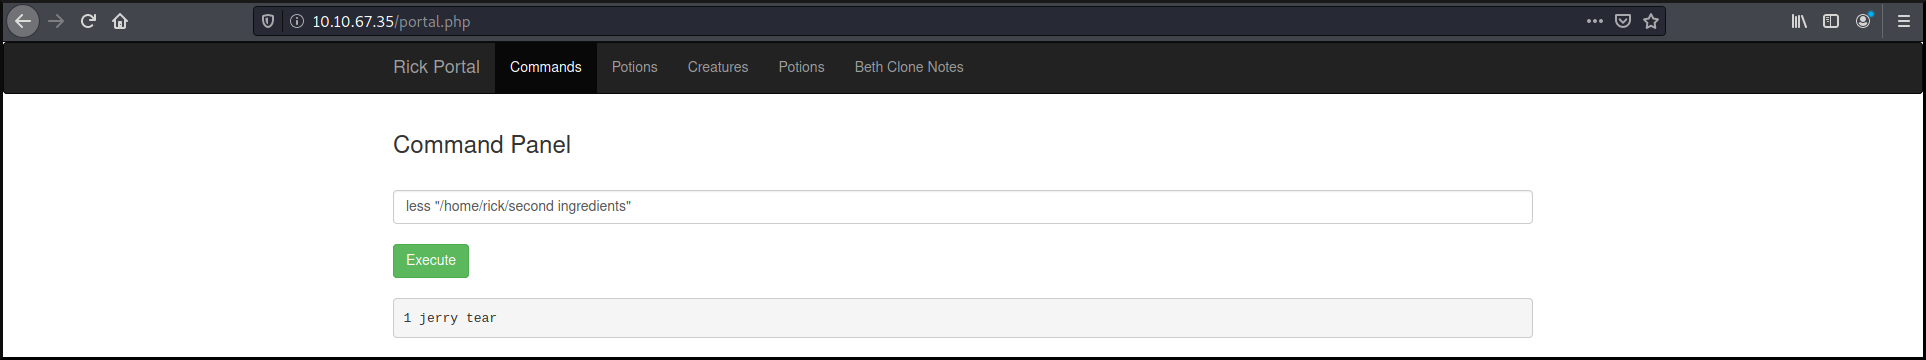 10.10.67.35/portal.php
Rick Portal Commands Potions Creatures Potions Beth Clone Notes
Command Panel
less "/home/rick/second ingredients"
Execute
1 jerry tear